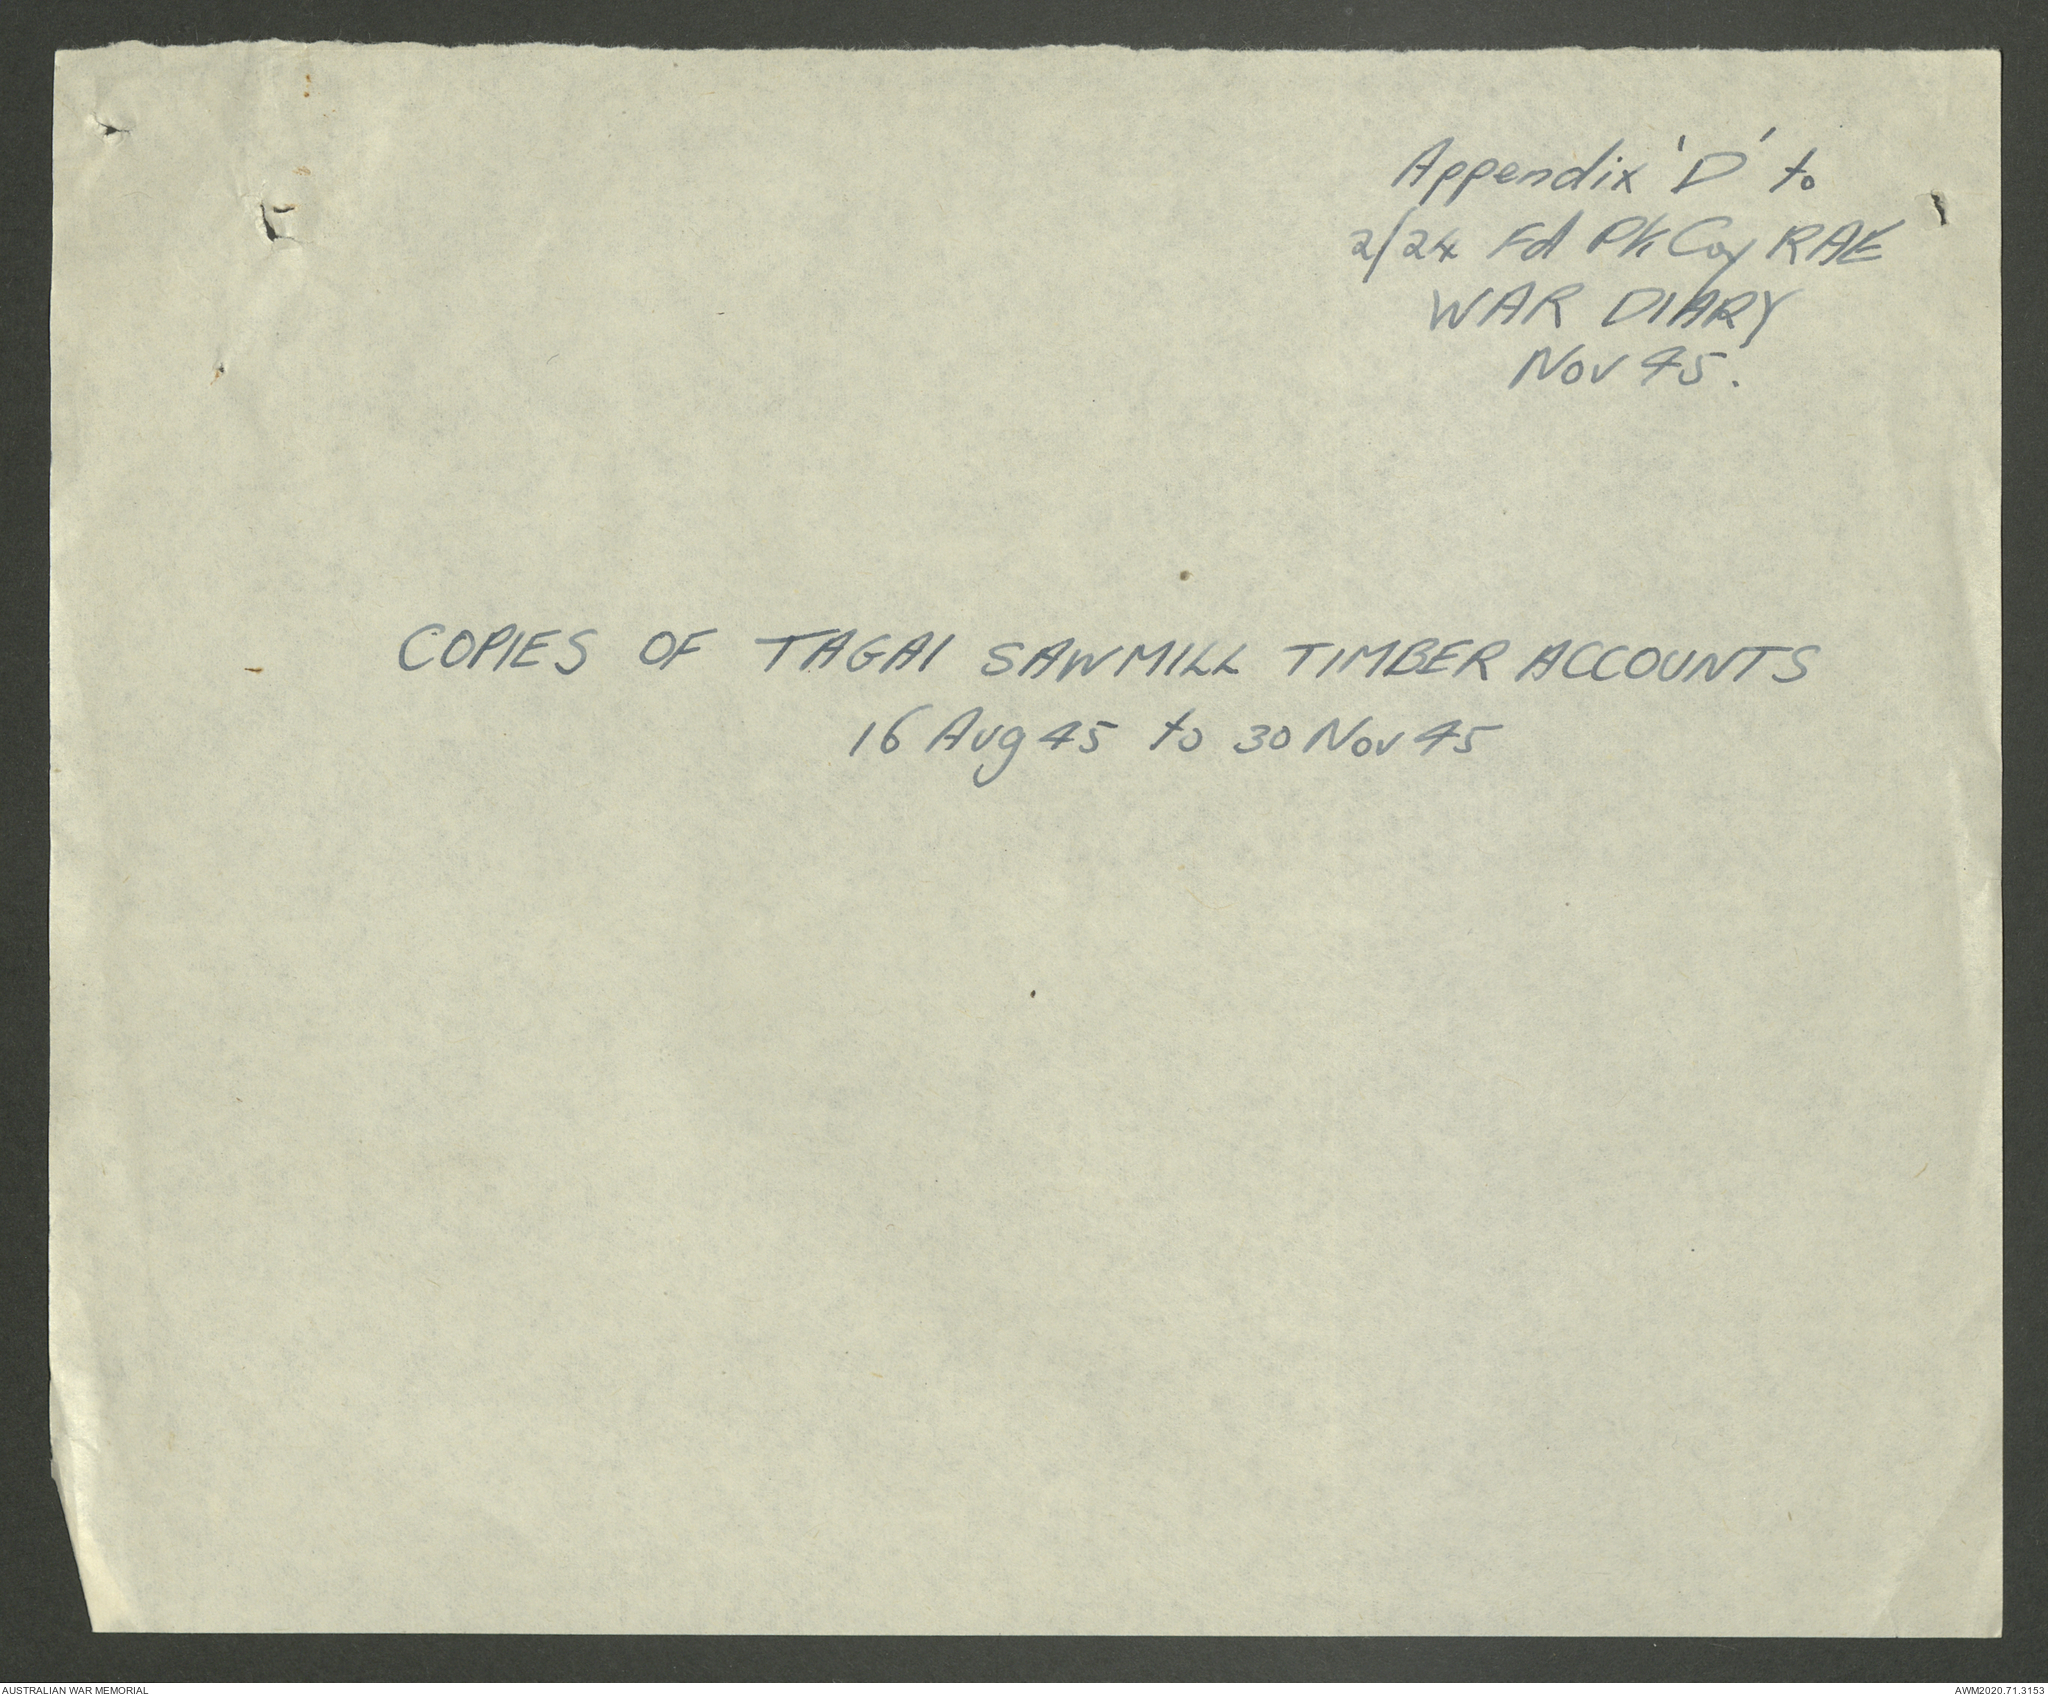 Appendix 'D' to
2/24 Fd Pk Coy RAE
WAR DIARY
Nov 45.
COPIES OF TAGAI SAWMILL TIMBER ACCOUNTS
16 Aug 45 to 30 Nov 45
AUSTRALIAN WAR MEMORIAL
AWM2020.71.3153